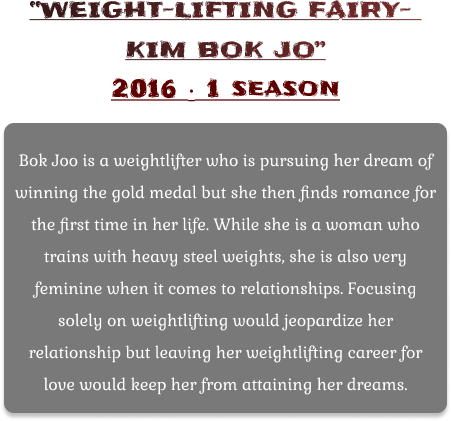 “WEIGHT-LIFTING FAIRY-
KIM BOK JO”
2016 · 1 SEASON
Bok Joo is a weightlifter who is pursuing her dream of
winning the gold medal but she then finds romance for
the first time in her life. While she is a woman who
trains with heavy steel weights, she is also very
feminine when it comes to relationships. Focusing
solely on weightlifting would jeopardize her
relationship but leaving her weightlifting career for
love would keep her from attaining her dreams.